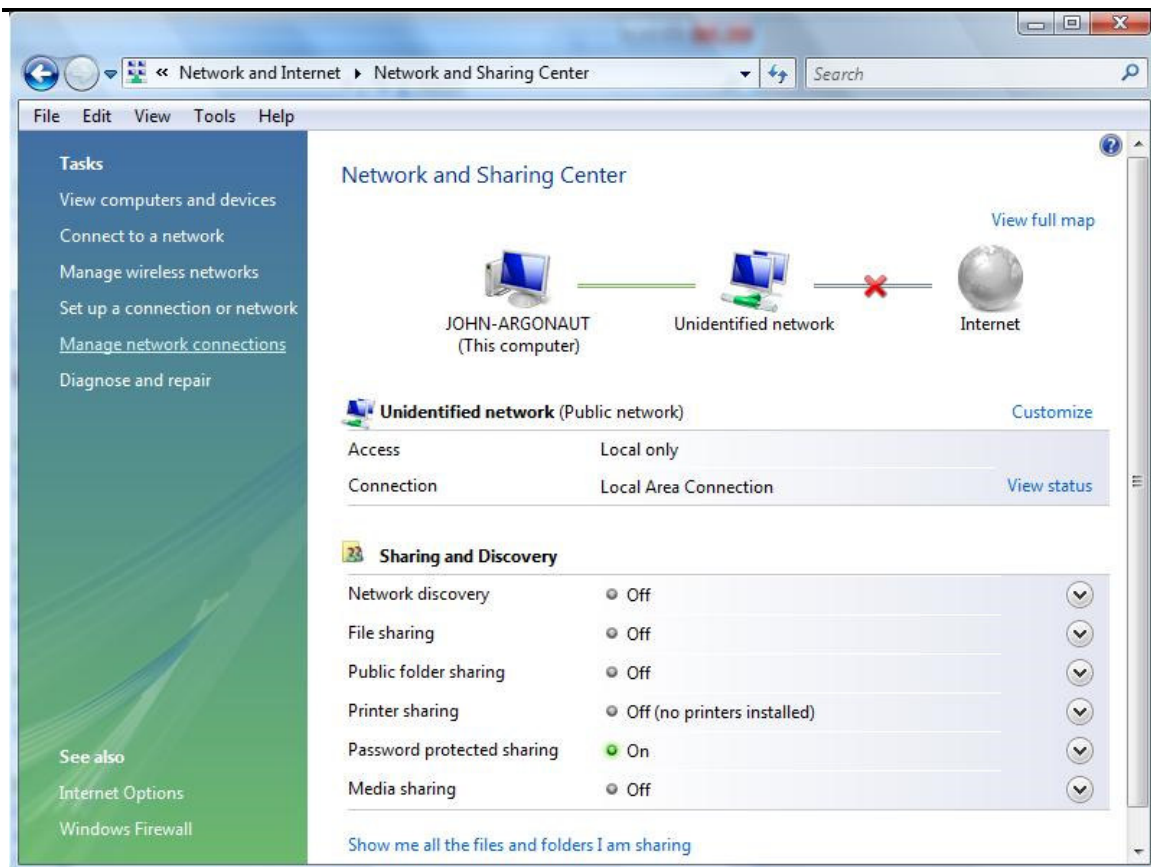 « Network and Internet ▸ Network and Sharing Center
Search
File Edit View Tools Help
Tasks
View computers and devices
Connect to a network
Manage wireless networks
Set up a connection or network
Manage network connections
Diagnose and repair
See also
Internet Options
Windows Firewall
Network and Sharing Center
View full map
JOHN-ARGONAUT
(This computer)
Unidentified network
Internet
Unidentified network (Public network) Customize
Access Local only
Connection Local Area Connection View status
Sharing and Discovery
Network discovery Off
File sharing Off
Public folder sharing Off
Printer sharing Off (no printers installed)
Password protected sharing On
Media sharing Off
Show me all the files and folders I am sharing